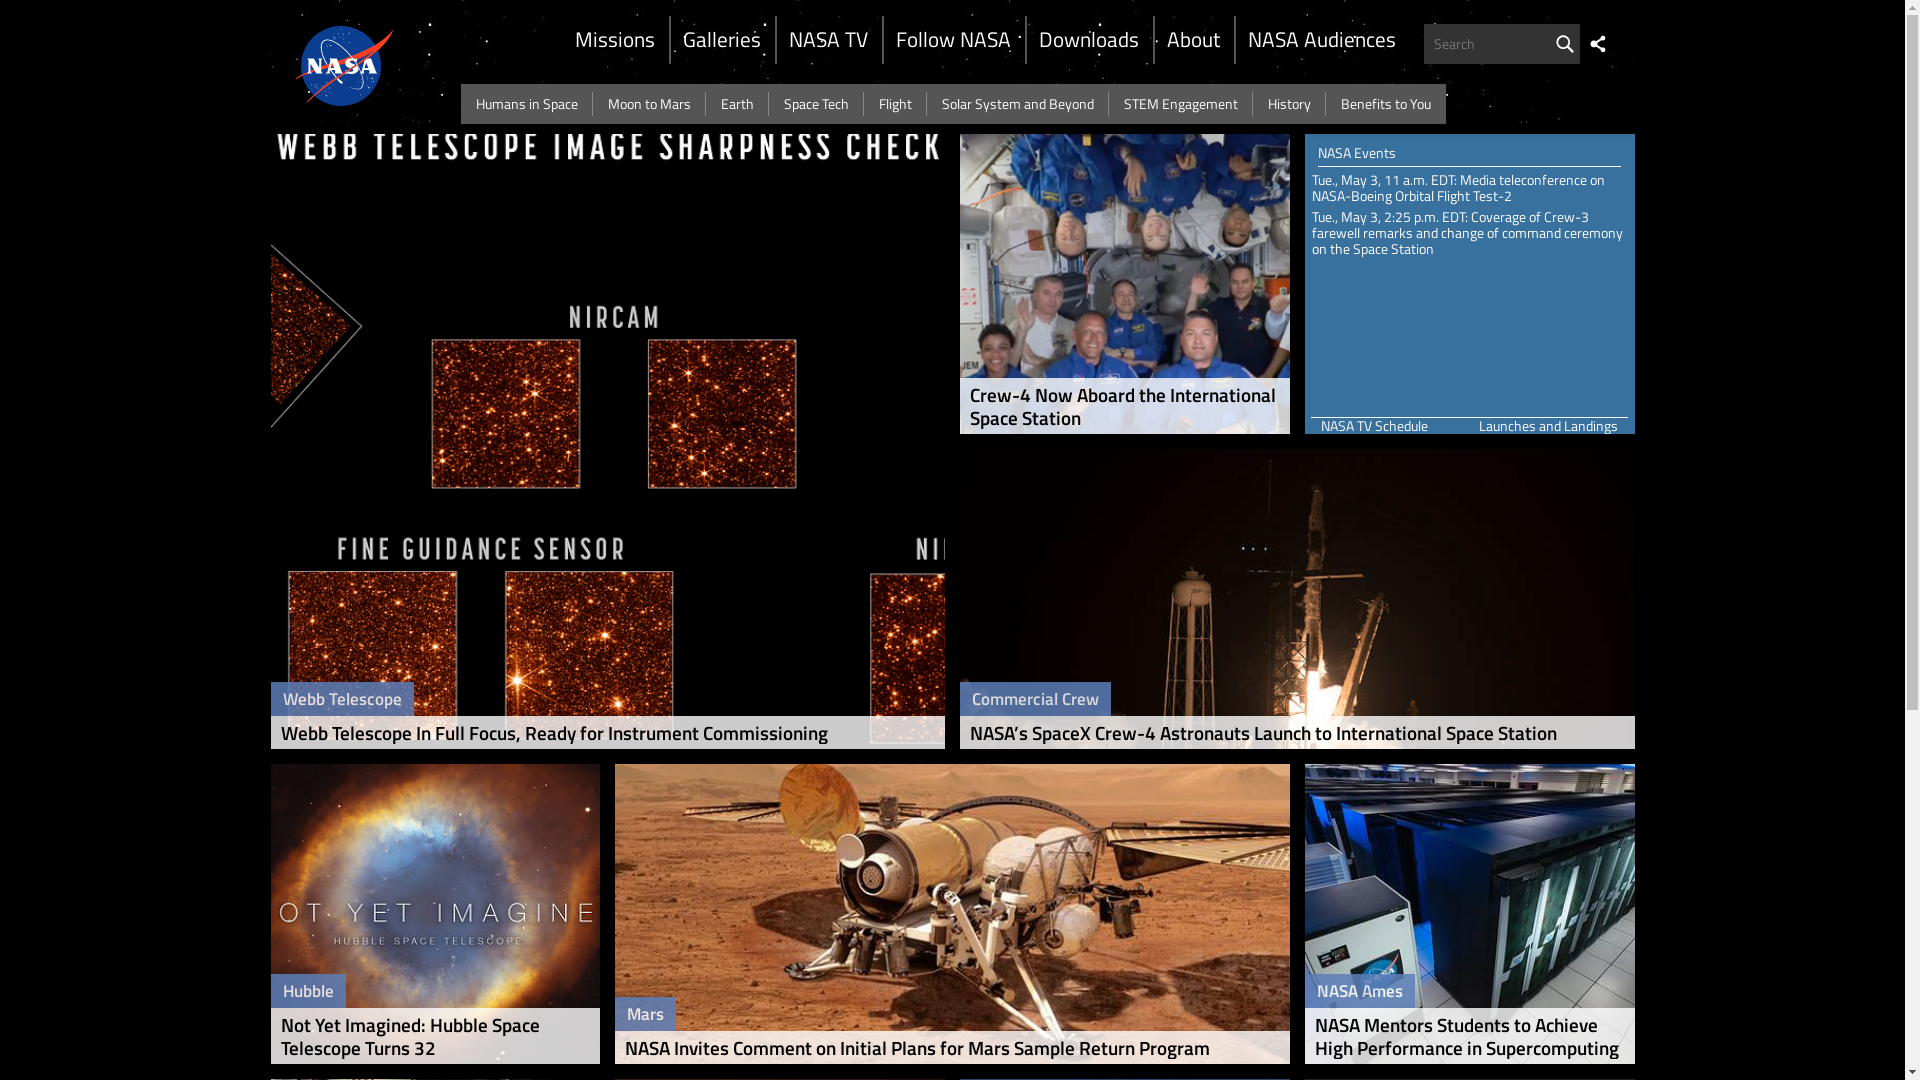 NASA
Missions
Galleries
NASA TV
Follow NASA
Downloads
About
NASA Audiences
Search
Humans in Space
Moon to Mars
Earth
Space Tech
Flight
Solar System and Beyond
STEM Engagement
History
Benefits to You
WEBB TELESCOPE IMAGE SHARPNESS CHECK
NIRCAM
FINE GUIDANCE SENSOR
Webb Telescope
Webb Telescope In Full Focus, Ready for Instrument Commissioning
JEM
Crew-4 Now Aboard the International
Space Station
NASA Events
Tue., May 3, 11 a.m. EDT: Media teleconference on
NASA-Boeing Orbital Flight Test-2
Tue., May 3, 2:25 p.m. EDT: Coverage of Crew-3
farewell remarks and change of command ceremony
on the Space Station
NASA TV Schedule
Launches and Landings
Commercial Crew
NASA’s SpaceX Crew-4 Astronauts Launch to International Space Station
OT YET IMAGINE
HUBBLE SPACE TELESCOPE
Hubble
Not Yet Imagined: Hubble Space
Telescope Turns 32
Mars
NASA Invites Comment on Initial Plans for Mars Sample Return Program
NASA Ames
NASA Mentors Students to Achieve
High Performance in Supercomputing